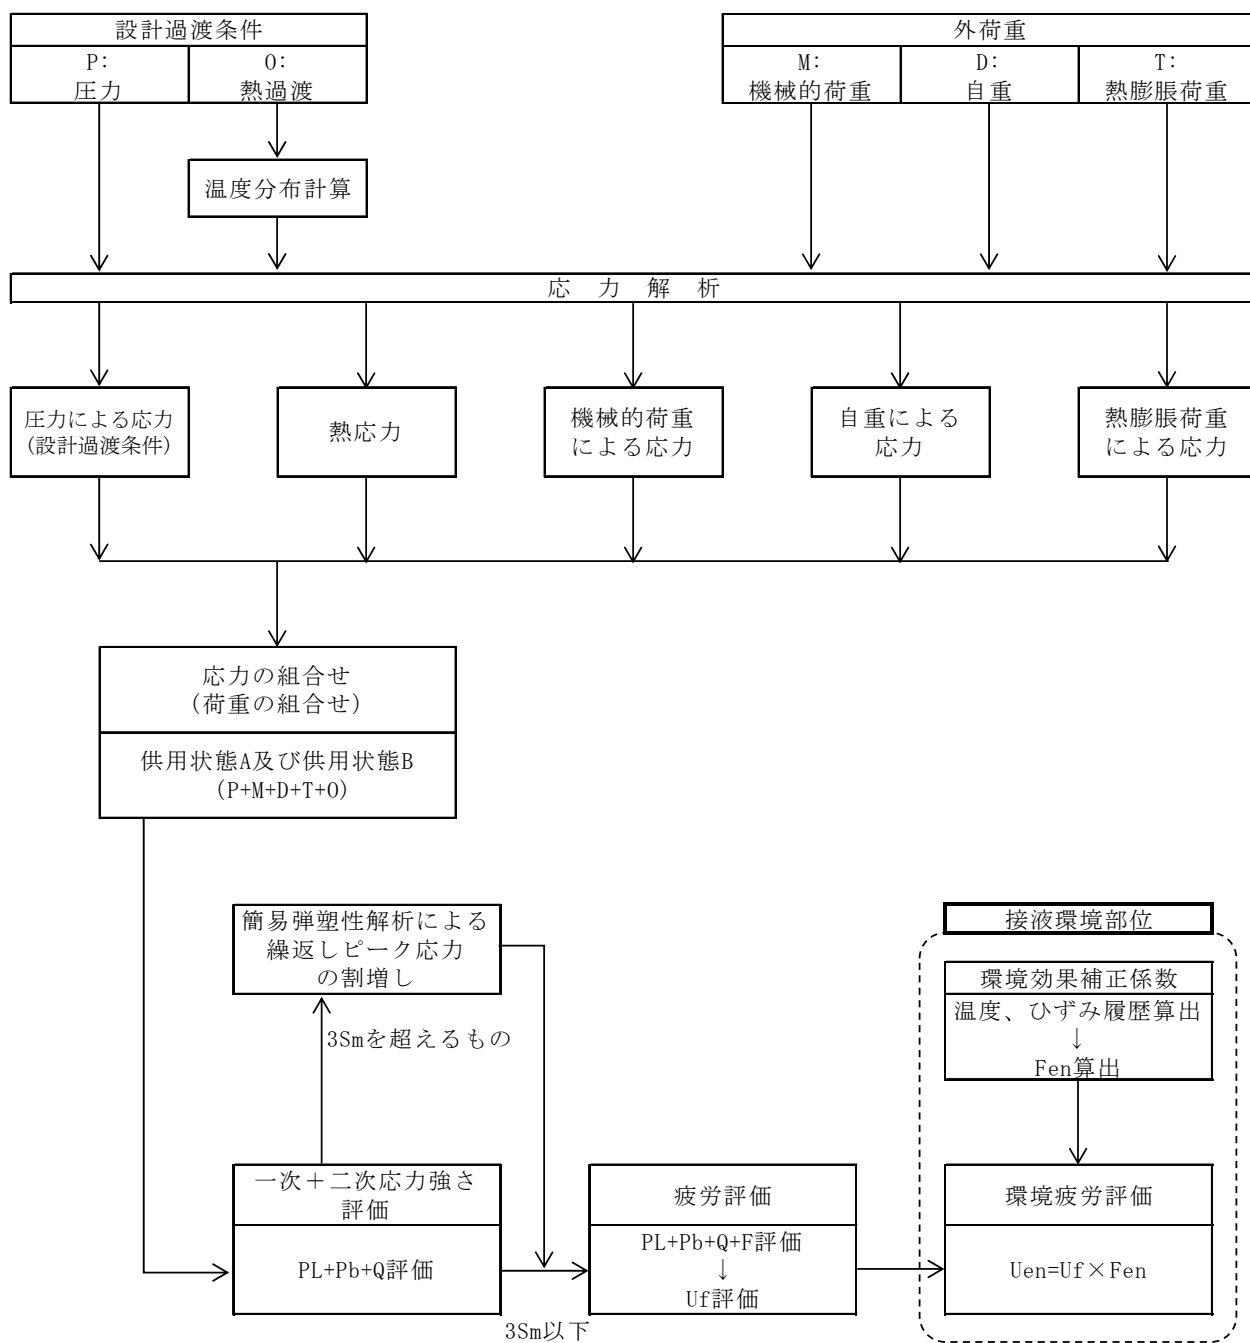 設計過渡条件
P:
圧力
O:
熱過渡
外荷重
M:
機械的荷重
D:
自重
T:
熱膨脹荷重
温度分布計算
応 力 解 析
圧力による応力
(設計過渡条件)
熱応力
機械的荷重
による応力
自重による
応力
熱膨脹荷重
による応力
応力の組合せ
(荷重の組合せ)
供用状態A及び供用状態B
(P+M+D+T+O)
簡易弾塑性解析による
繰返しピーク応力
の割増し
3Smを超えるもの
接液環境部位
環境効果補正係数
温度、ひずみ履歴算出
↓
Fen算出
一次＋二次応力強さ
評価
PL+Pb+Q評価
3Sm以下
疲労評価
PL+Pb+Q+F評価
↓
Uf評価
環境疲労評価
Uen=Uf×Fen